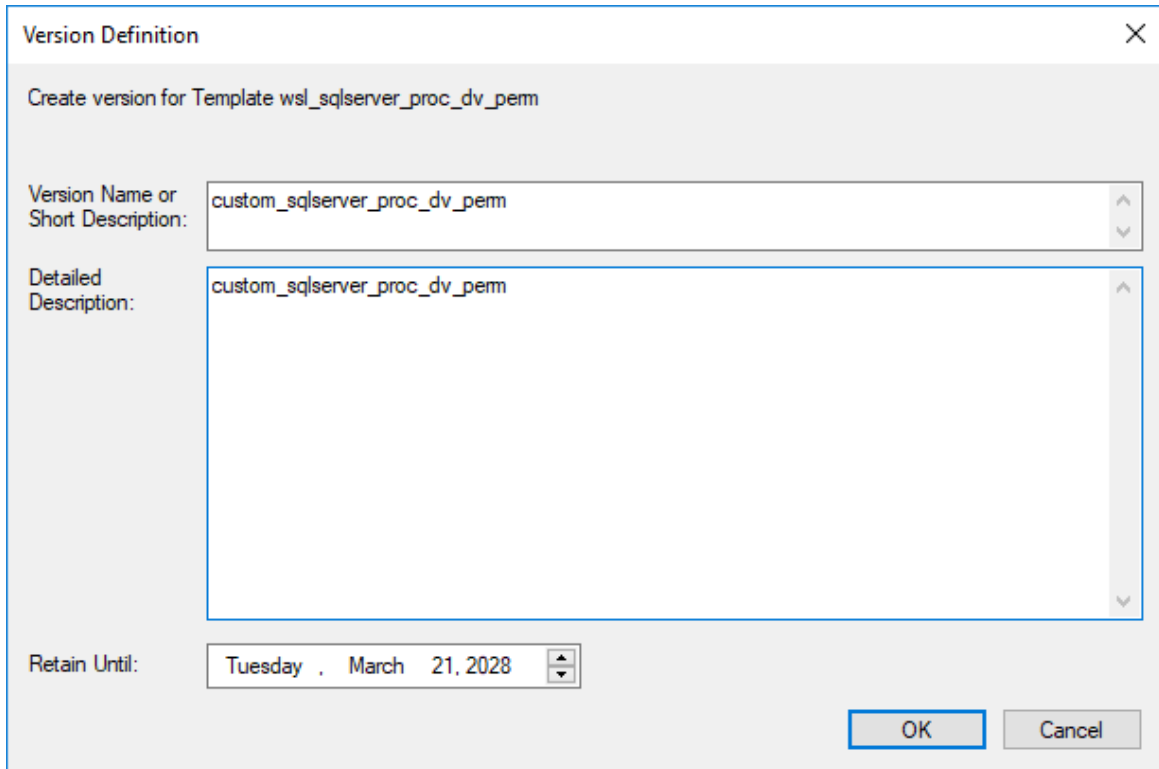 Version Definition
Create version for Template wsl_sqlserver_proc_dv_perm
Version Name or
Short Description:
custom_sqlserver_proc_dv_perm
Detailed
Description:
custom_sqlserver_proc_dv_perm
Retain Until:
Tuesday , March 21, 2028
OK Cancel